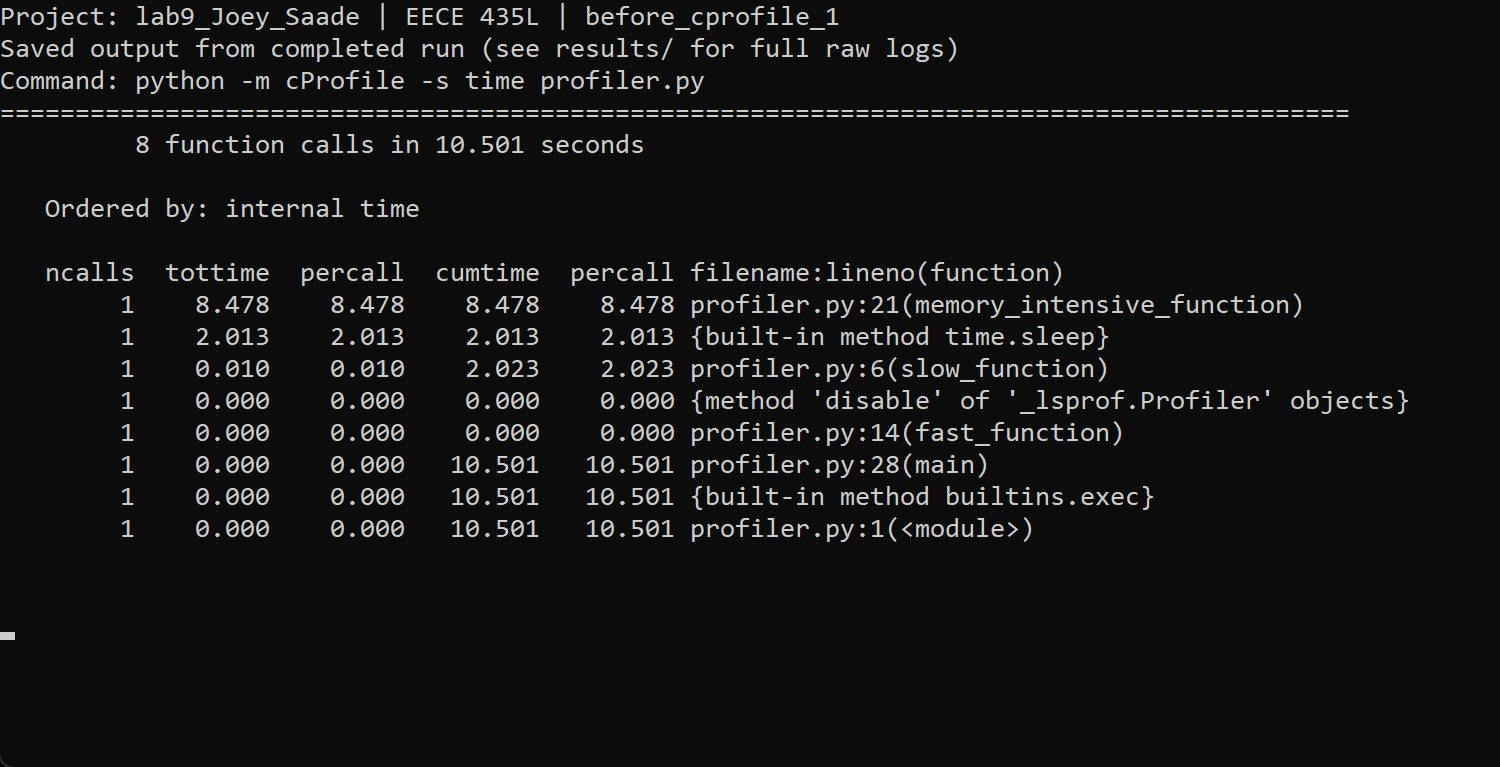 Project: lab9_Joey_Saade | EECE 435L | before_cprofile_1
Saved output from completed run (see results/ for full raw logs)
Command: python -m cProfile -s time profiler.py
==========================================================================================
         8 function calls in 10.501 seconds

   Ordered by: internal time

   ncalls  tottime  percall  cumtime  percall filename:lineno(function)
        1    8.478    8.478    8.478    8.478 profiler.py:21(memory_intensive_function)
        1    2.013    2.013    2.013    2.013 {built-in method time.sleep}
        1    0.010    0.010    2.023    2.023 profiler.py:6(slow_function)
        1    0.000    0.000    0.000    0.000 {method 'disable' of '_lsprof.Profiler' objects}
        1    0.000    0.000    0.000    0.000 profiler.py:14(fast_function)
        1    0.000    0.000   10.501   10.501 profiler.py:28(main)
        1    0.000    0.000   10.501   10.501 {built-in method builtins.exec}
        1    0.000    0.000   10.501   10.501 profiler.py:1(<module>)